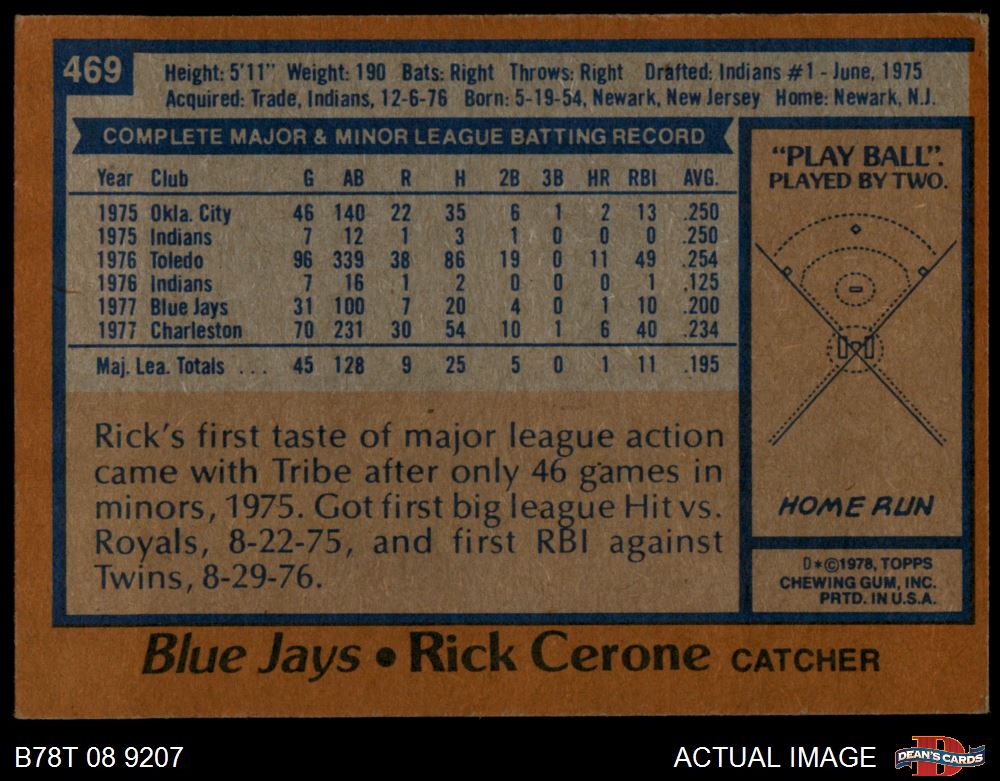 469
Height: 5'11" Weight: 190 Bats: Right Throws: Right Drafted: Indians #1 - June, 1975
Acquired: Trade, Indians, 12-6-76 Born: 5-19-54, Newark, New Jersey Home: Newark, N.J.
COMPLETE MAJOR & MINOR LEAGUE BATTING RECORD
Year Club G AB R H 2B 3B HR RBI AVG.
1975 Okla. City 46 140 22 35 6 1 2 13 .250
1975 Indians 7 12 1 3 1 0 0 0 .250
1976 Toledo 96 339 38 86 19 0 11 49 .254
1976 Indians 7 16 1 2 0 0 0 1 .125
1977 Blue Jays 31 100 7 20 4 0 1 10 .200
1977 Charleston 70 231 30 54 10 1 6 40 .234
Maj. Lea. Totals ... 45 128 9 25 5 0 1 11 .195
Rick's first taste of major league action
came with Tribe after only 46 games in
minors, 1975. Got first big league Hit vs.
Royals, 8-22-75, and first RBI against
Twins, 8-29-76.
"PLAY BALL".
PLAYED BY TWO.
HOME RUN
D*©1978, TOPPS
CHEWING GUM, INC.
PRTD. IN U.S.A.
Blue Jays • Rick Cerone CATCHER
B78T 08 9207
ACTUAL IMAGE
D
DEAN'S CARDS